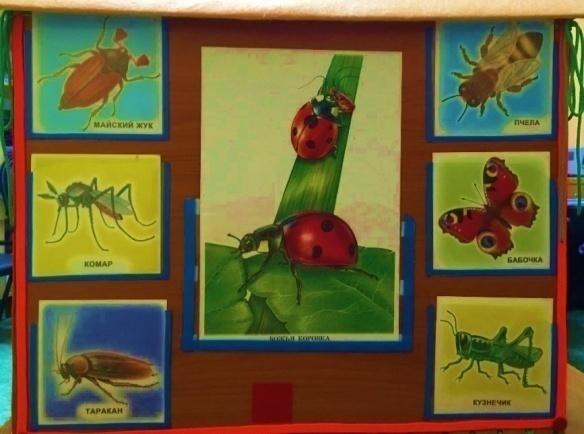 МАЙСКИЙ ЖУК
ПЧЕЛА
КОМАР
БАБОЧКА
БОЖЬЯ КОРОВКА
ТАРАКАН
КУЗНЕЧИК